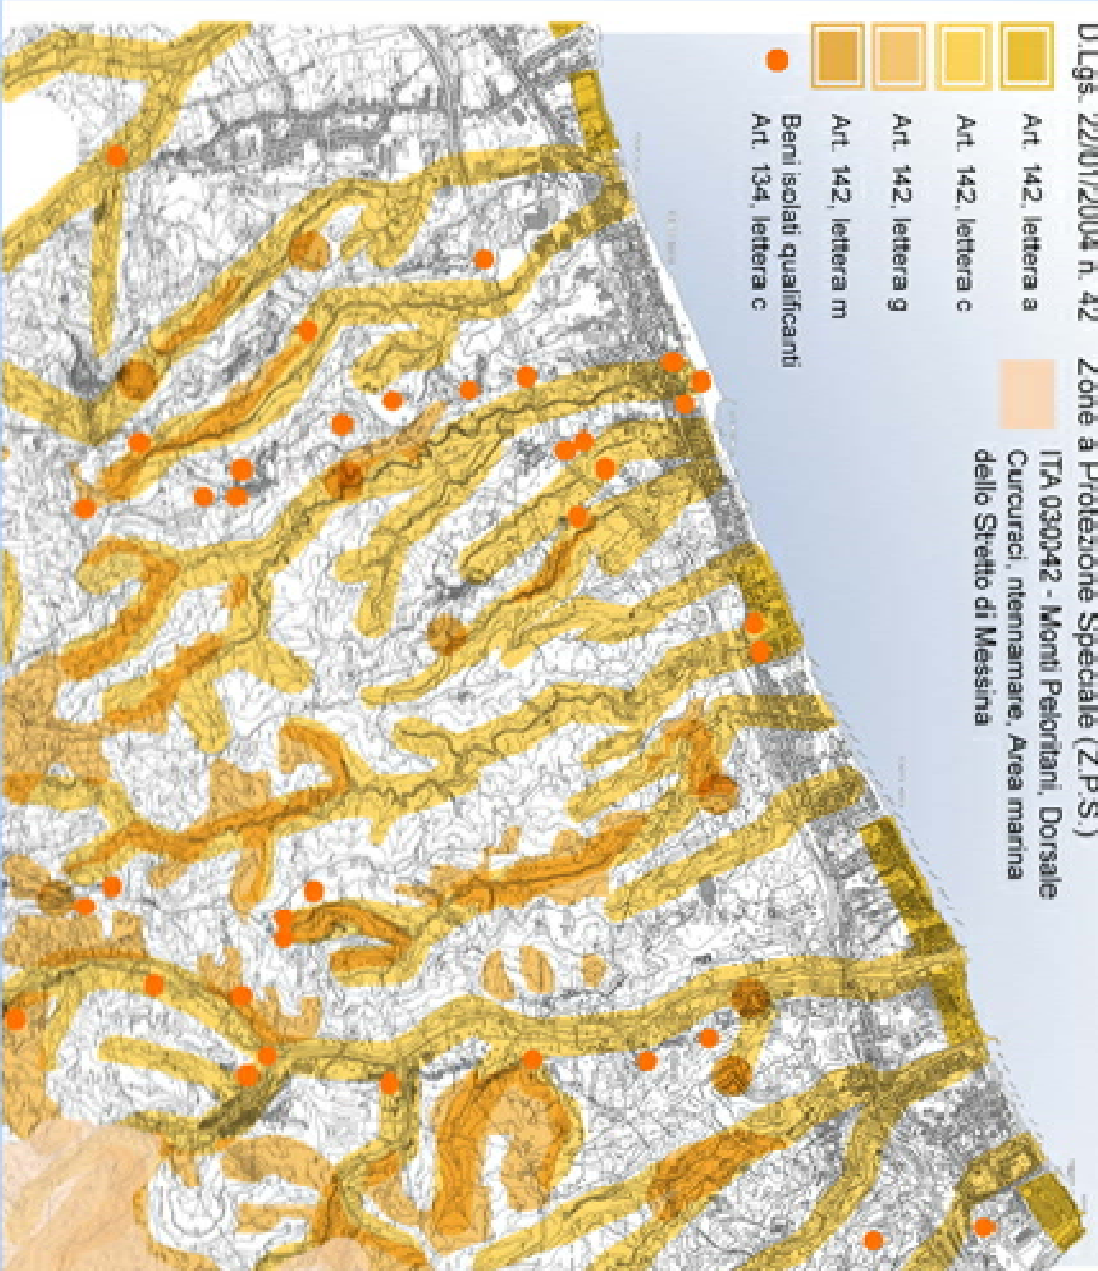 D.Lgs. 22/01/2004 n. 42
Art. 142, lettera a
Art. 142, lettera c
Art. 142, lettera g
Art. 142, lettera m
Beni isolati qualificanti
Art. 134, lettera c
Zone a Protezione Speciale (Z.P.S.)
ITA 030042 - Monti Peloritani, Dorsale
Curcuraci, ntennamare, Area marina
dello Stretto di Messina